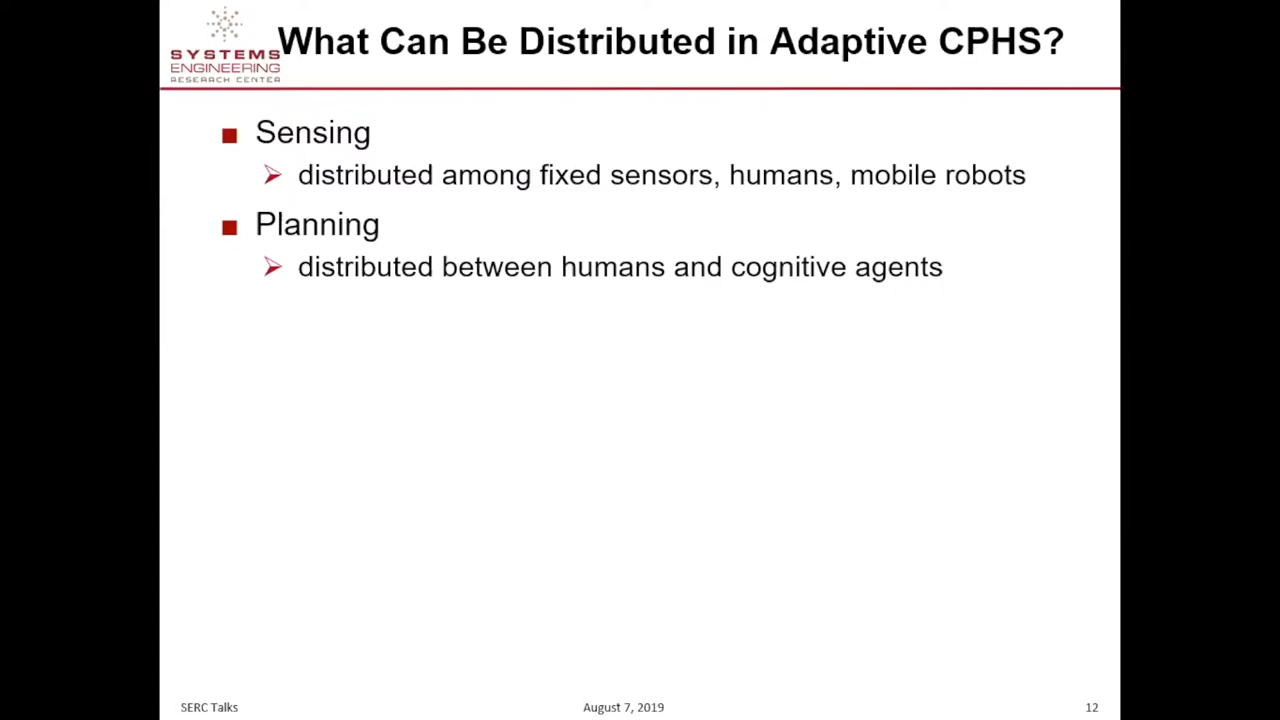 SYSTEMS
ENGINEERING
RESEARCH CENTER
What Can Be Distributed in Adaptive CPHS?
Sensing
distributed among fixed sensors, humans, mobile robots
Planning
distributed between humans and cognitive agents
SERC Talks
August 7, 2019
12